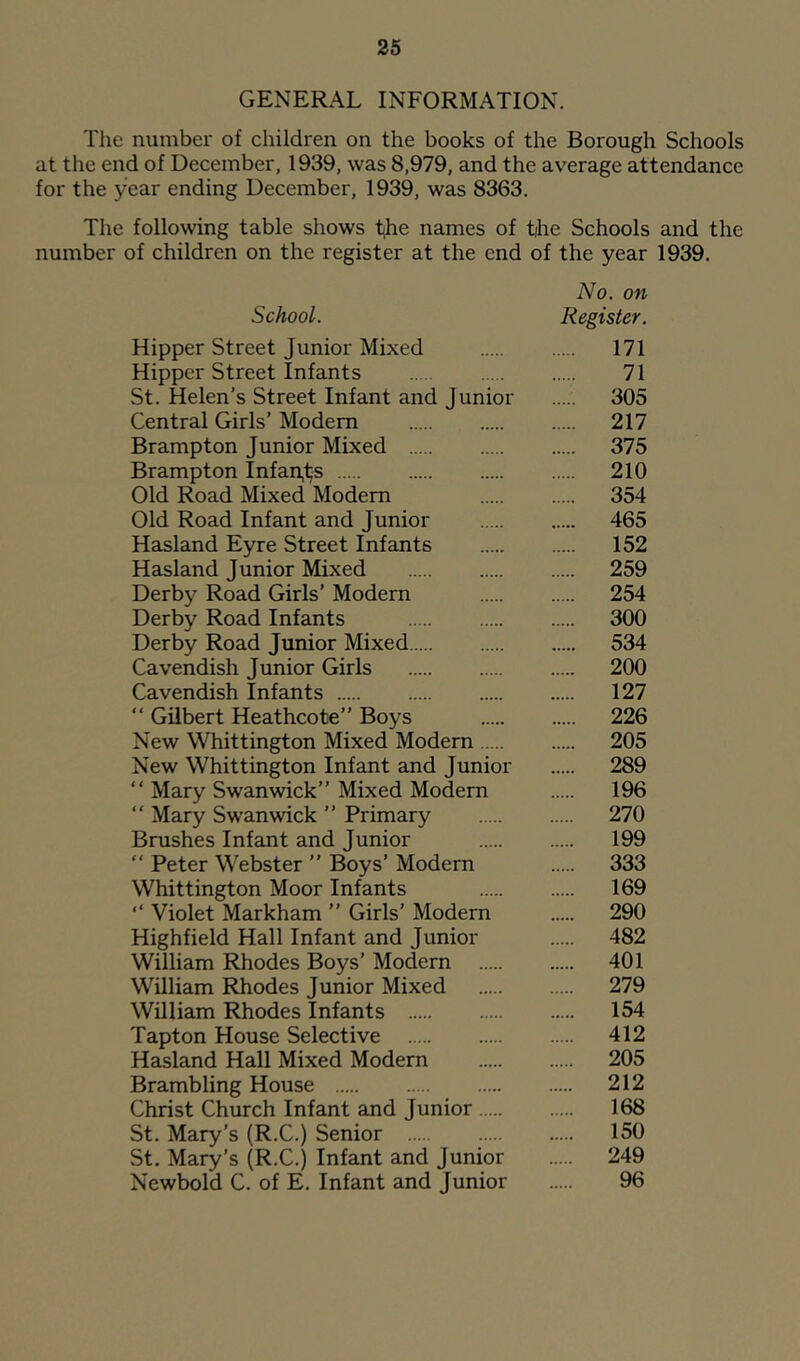 25
GENERAL INFORMATION.
The number of children on the books of the Borough Schools
at the end of December, 1939, was 8,979, and the average attendance
for the year ending December, 1939, was 8363.
The following table shows the names of the Schools and the
number of children on the register at the end of the year 1939.
No. on
School. Register.
Hipper Street Junior Mixed ..... ..... 171
Hipper Street Infants ..... ..... ..... 71
St. Helen's Street Infant and Junior ..... 305
Central Girls' Modern ..... ..... ..... 217
Brampton Junior Mixed ..... ..... ..... 375
Brampton Infants ..... ..... ..... ..... 210
Old Road Mixed Modern ..... ..... 354
Old Road Infant and Junior ..... ..... 465
Hasland Eyre Street Infants ..... ..... 152
Hasland Junior Mixed ..... ..... ..... 259
Derby Road Girls' Modern ..... ..... 254
Derby Road Infants ..... ..... ..... 300
Derby Road Junior Mixed..... ..... ..... 534
Cavendish Junior Girls ..... ..... ..... 200
Cavendish Infants ..... ..... ..... ..... 127
" Gilbert Heathcote" Boys ..... ..... 226
New Whittington Mixed Modern ..... ..... 205
New Whittington Infant and Junior ..... 289
" Mary Swanwick" Mixed Modern ..... 196
" Mary Swanwick " Primary ..... ..... 270
Brushes Infant and Junior ..... ..... 199
" Peter Webster " Boys' Modern ..... 333
Whittington Moor Infants ..... ..... 169
" Violet Markham " Girls' Modern ..... 290
Highfield Hall Infant and Junior ..... 482
William Rhodes Boys' Modern ..... ..... 401
William Rhodes Junior Mixed ..... ..... 279
William Rhodes Infants ..... ..... ..... 154
Tapton House Selective ..... ..... ..... 412
Hasland Hall Mixed Modern ..... ..... 205
Brambling House ..... ..... ..... ..... 212
Christ Church Infant and Junior ..... ..... 168
St. Mary's (R.C.) Senior ..... ..... ..... 150
St. Mary's (R.C.) Infant and Junior ..... 249
Newbold C. of E. Infant and Junior ..... 96